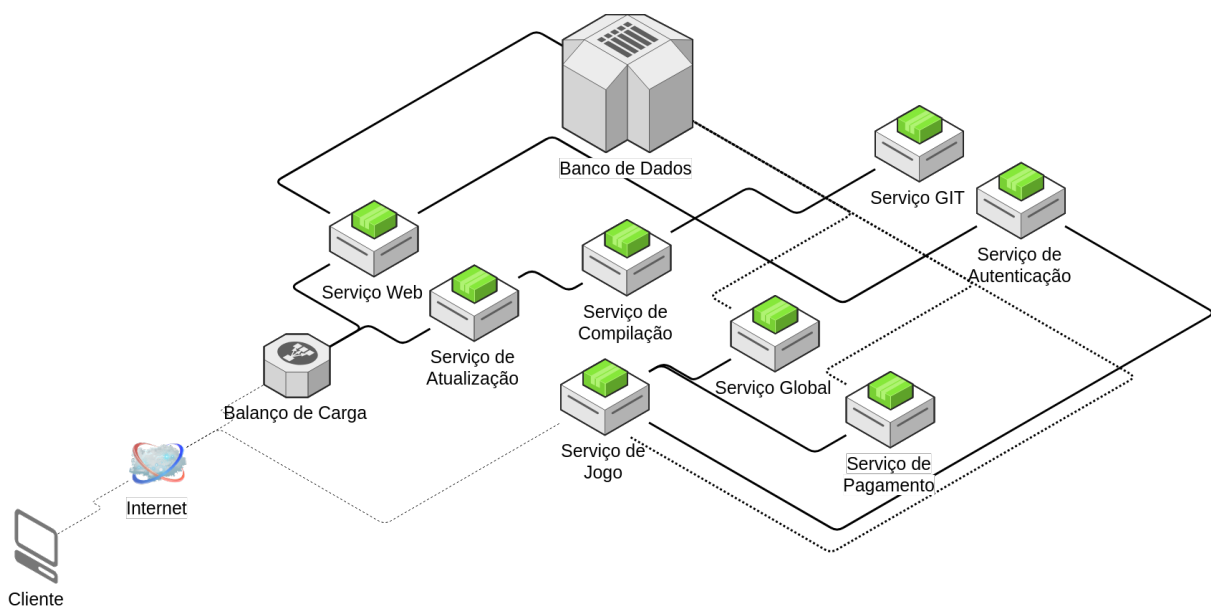 Banco de Dados
Serviço GIT
Serviço de
Autenticação
Serviço Web
Serviço de
Compilação
Serviço de
Atualização
Serviço Global
Balanço de Carga
Serviço de
Jogo
Serviço de
Pagamento
Internet
Cliente